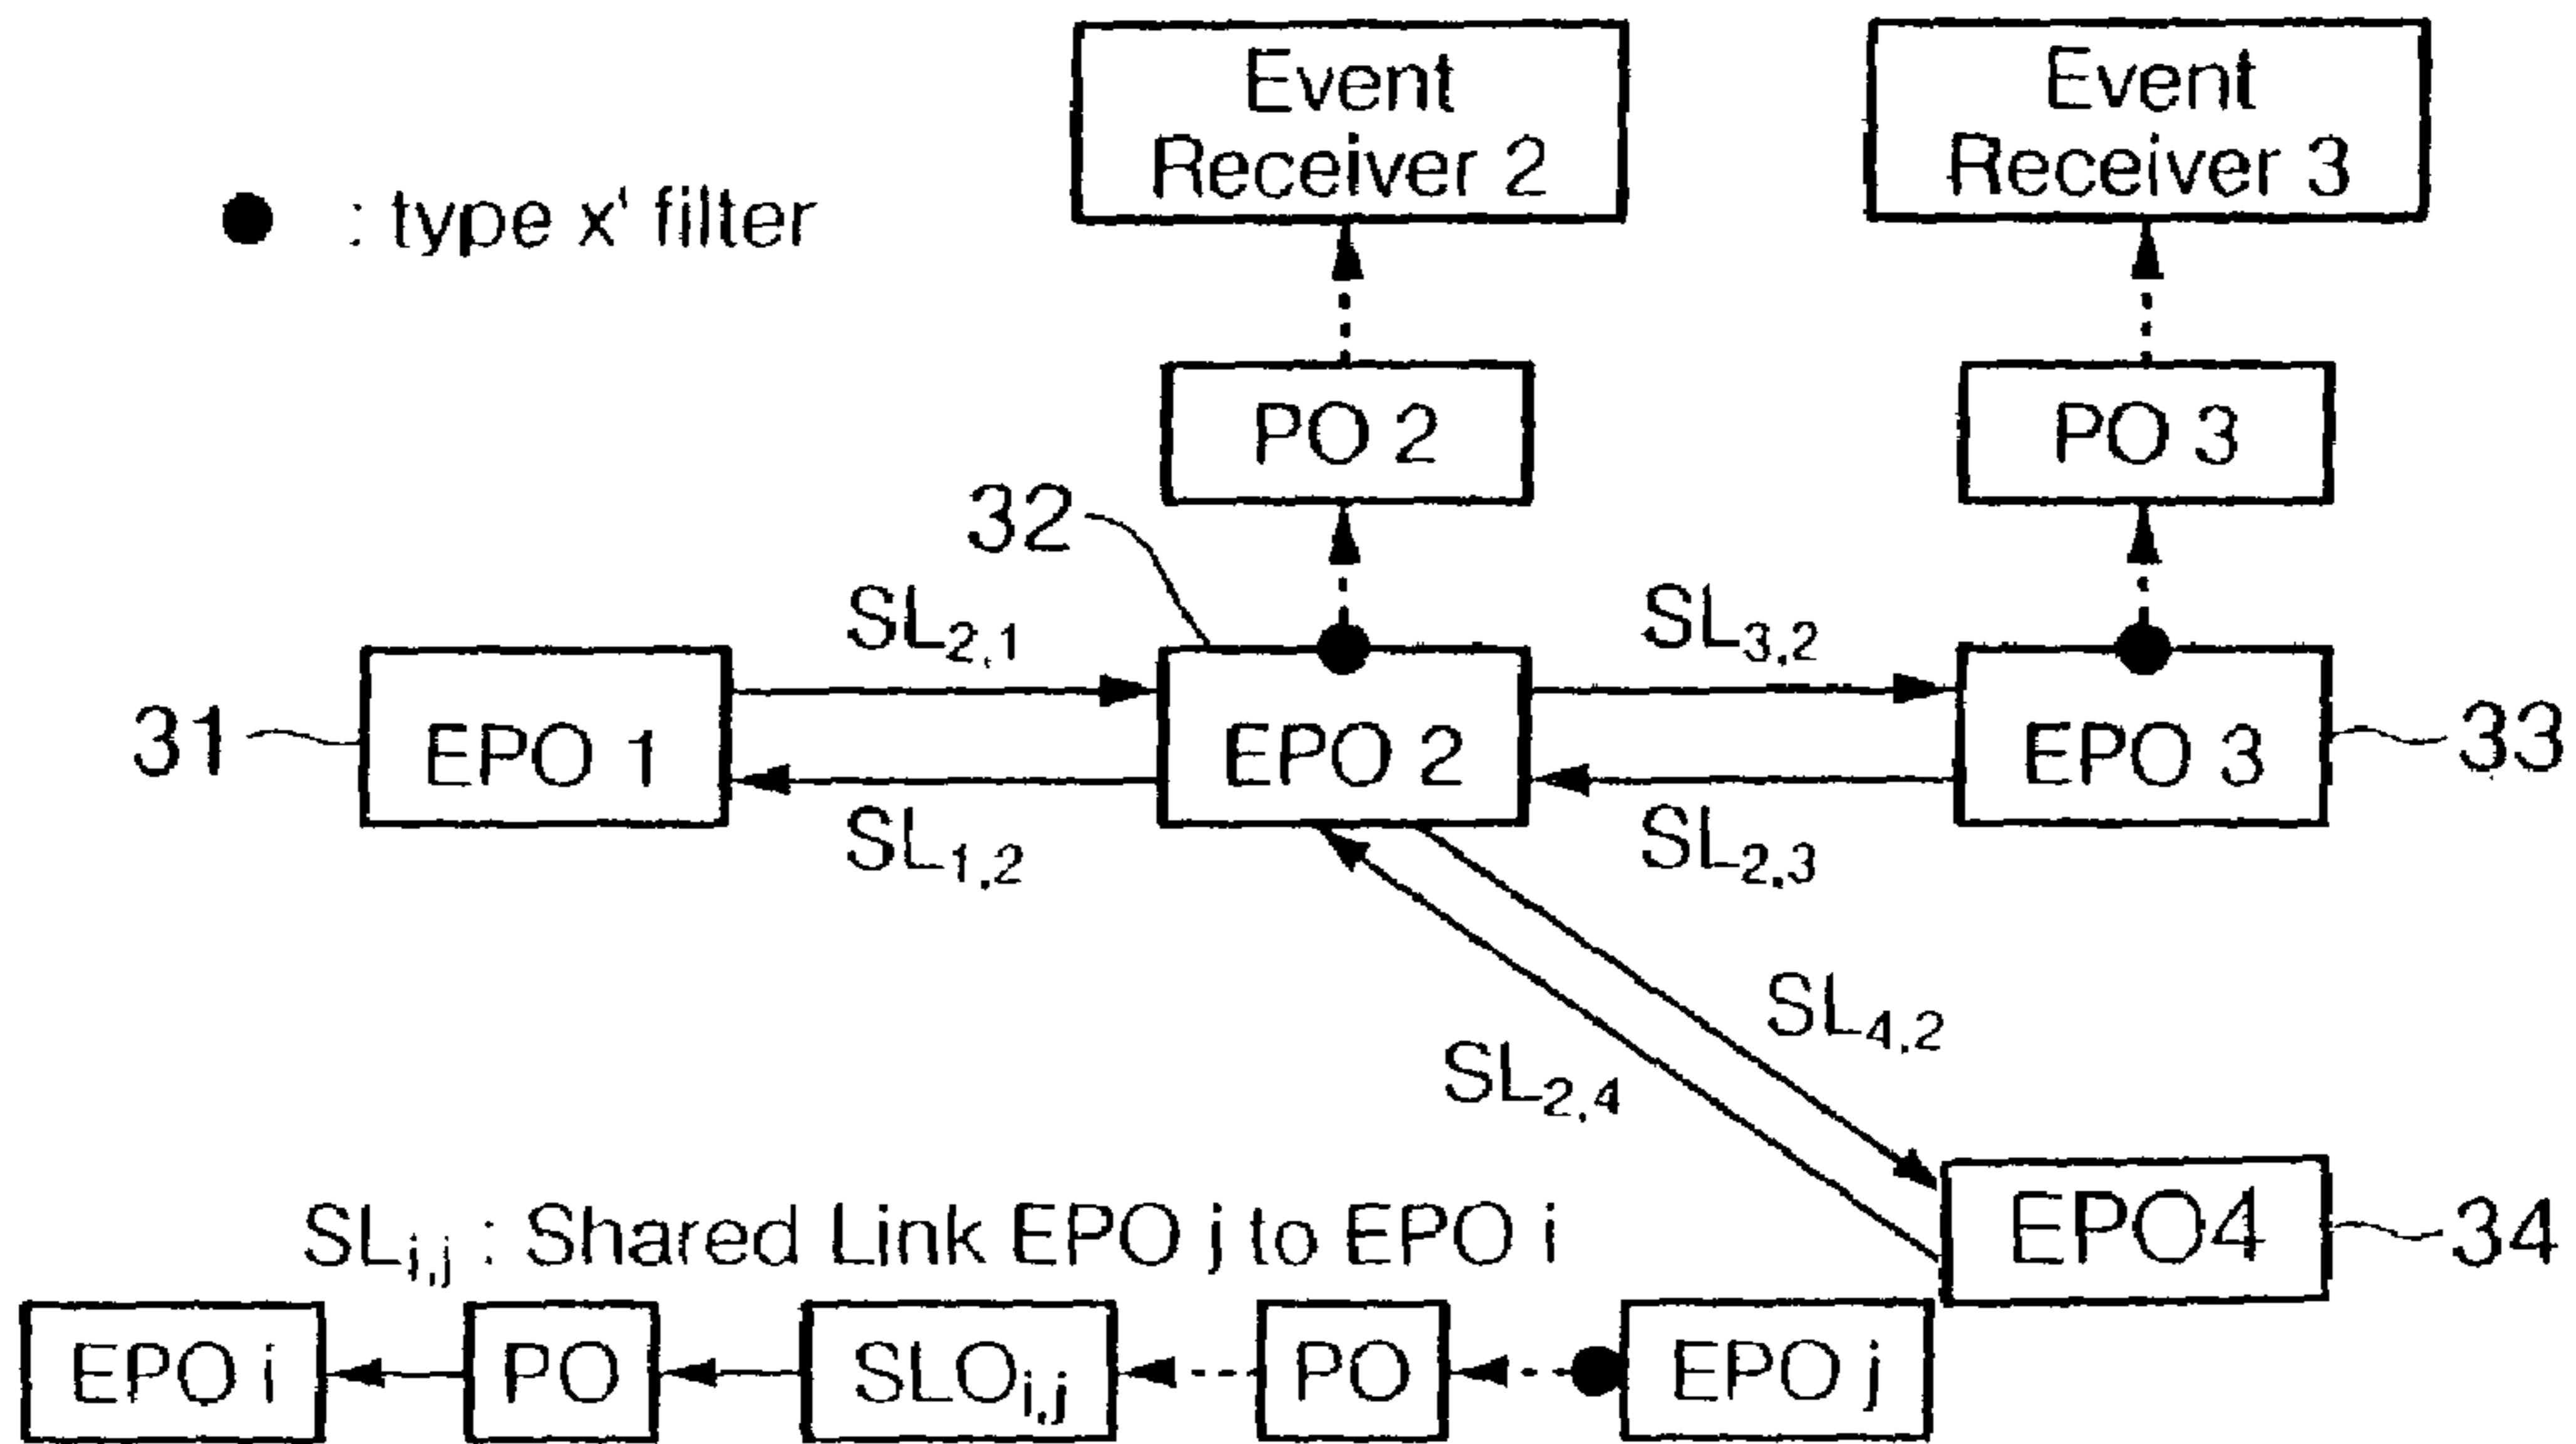 Event
Receiver 2
Event
Receiver 3
● : type x' filter
PO 2
PO 3
32
SL2,1
SL3,2
31
EPO 1
EPO 2
EPO 3
33
SL1,2
SL2,3
SL4,2
SL2,4
SLi,j : Shared Link EPO j to EPO i
EPO4
34
EPO i
PO
SLOi,j
PO
EPO j